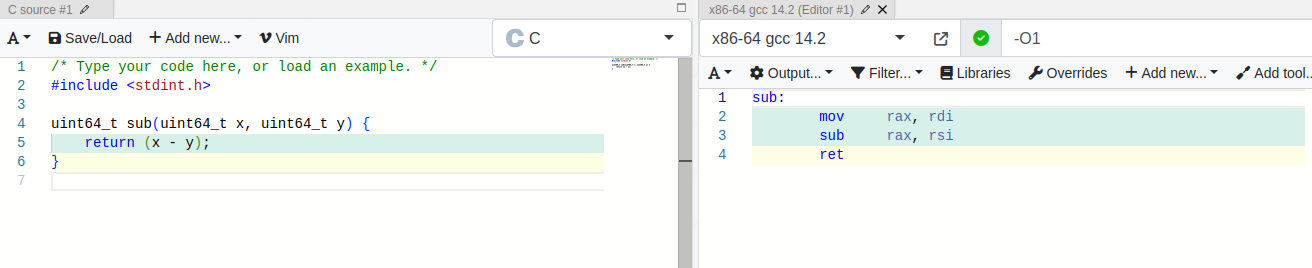 C source #1
A Save/Load Add new... Vim C
1 /* Type your code here, or load an example. */
2 #include <stdint.h>
3
4 uint64_t sub(uint64_t x, uint64_t y) {
5     return (x - y);
6 }
7
x86-64 gcc 14.2 (Editor #1)
x86-64 gcc 14.2 -O1
A Output... Filter... Libraries Overrides Add new... Add tool..
1 sub:
2         mov     rax, rdi
3         sub     rax, rsi
4         ret